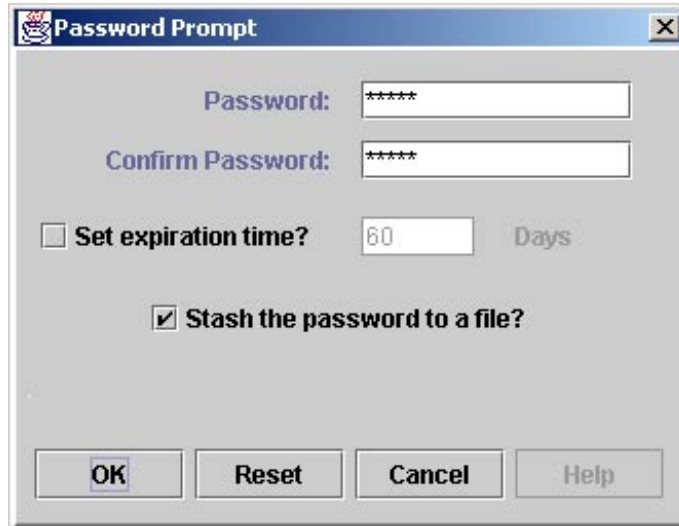 Password Prompt
Password: *****
Confirm Password: *****
Set expiration time? 60 Days
Stash the password to a file?
OK Reset Cancel Help